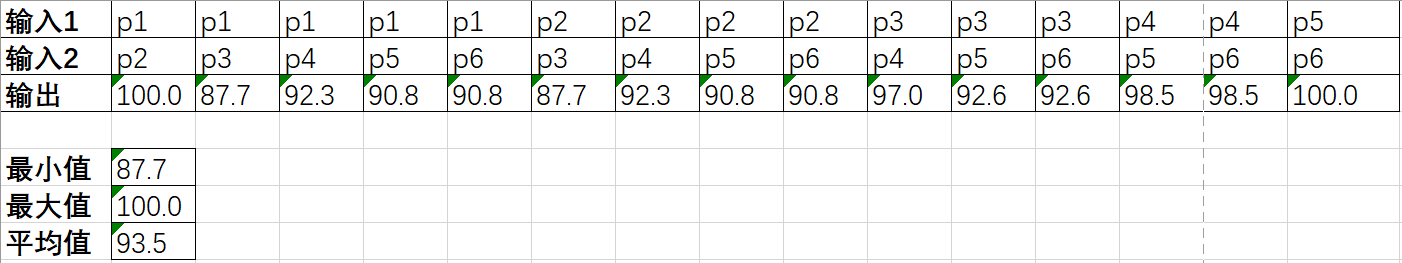 输入1 p1 p1 p1 p1 p1 p2 p2 p2 p2 p3 p3 p3 p4 p4 p5
输入2 p2 p3 p4 p5 p6 p3 p4 p5 p6 p4 p5 p6 p5 p6 p6
输出 100.0 87.7 92.3 90.8 90.8 87.7 92.3 90.8 90.8 97.0 92.6 92.6 98.5 98.5 100.0
最小值 87.7
最大值 100.0
平均值 93.5